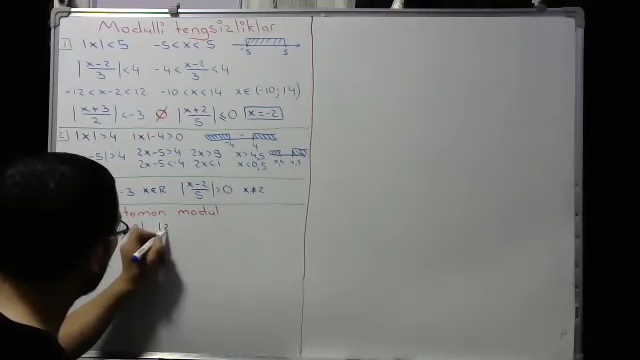 Modulli tengsizliklar
1 |x|<5 -5<x<5 -5 5
|x-2/3|<4 -4<x-2/3<4
-12<x-2<12 -10<x<14 x∈(-10;14)
|x+3/2|<-3 ∅ |x+2/5|≤0 x=-2
2 |x|>4 |x|-4>0 -4 4
-5|>4 2x-5>4 2x>9 x>4,5
2x-5<-4 2x<1 x<0,5 0,5 4,5
-3 x∈R |x-2/5|>0 x≠2
tomon modul